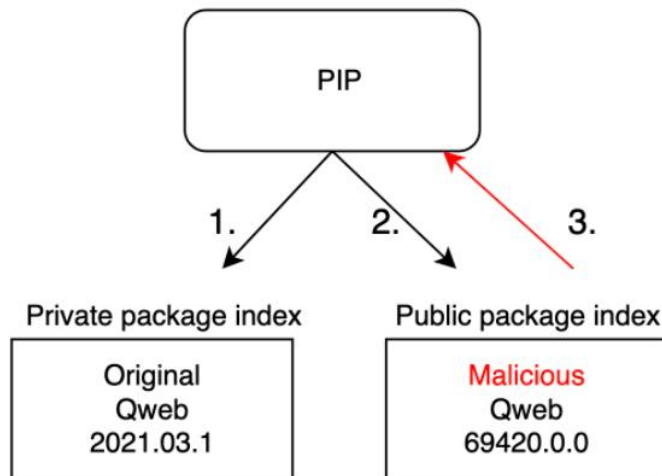 PIP
1.
2.
3.
Private package index
Public package index
Original
Qweb
2021.03.1
Malicious
Qweb
69420.0.0